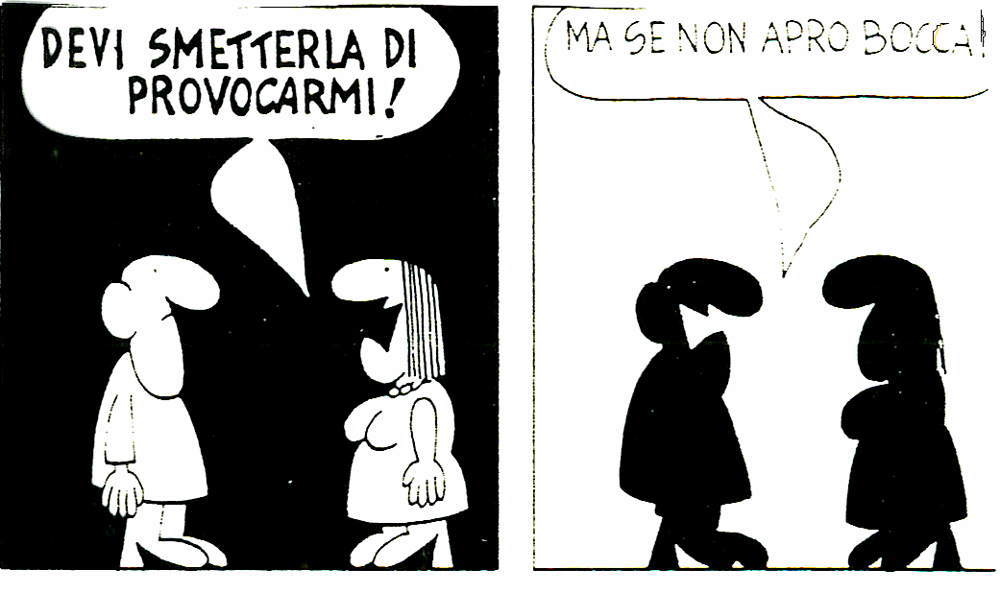 DEVI SMETTERLA DI
PROVOCARMI!
MA SE NON APRO BOCCA!